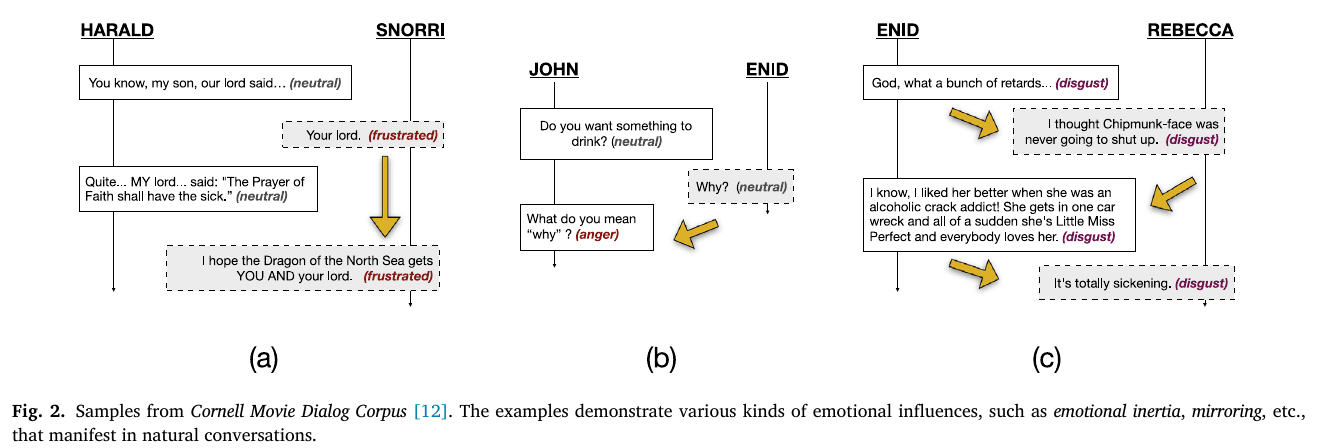 HARALD
SNORRI
You know, my son, our lord said… (neutral)
Your lord. (frustrated)
Quite... MY lord... said: "The Prayer of
Faith shall have the sick." (neutral)
I hope the Dragon of the North Sea gets
YOU AND your lord. (frustrated)
(a)
JOHN
ENID
Do you want something to
drink? (neutral)
Why? (neutral)
What do you mean
“why” ? (anger)
(b)
ENID
REBECCA
God, what a bunch of retards... (disgust)
I thought Chipmunk-face was
never going to shut up. (disgust)
I know, I liked her better when she was an
alcoholic crack addict! She gets in one car
wreck and all of a sudden she's Little Miss
Perfect and everybody loves her. (disgust)
It's totally sickening. (disgust)
(c)
Fig. 2. Samples from Cornell Movie Dialog Corpus [12]. The examples demonstrate various kinds of emotional influences, such as emotional inertia, mirroring, etc.,
that manifest in natural conversations.